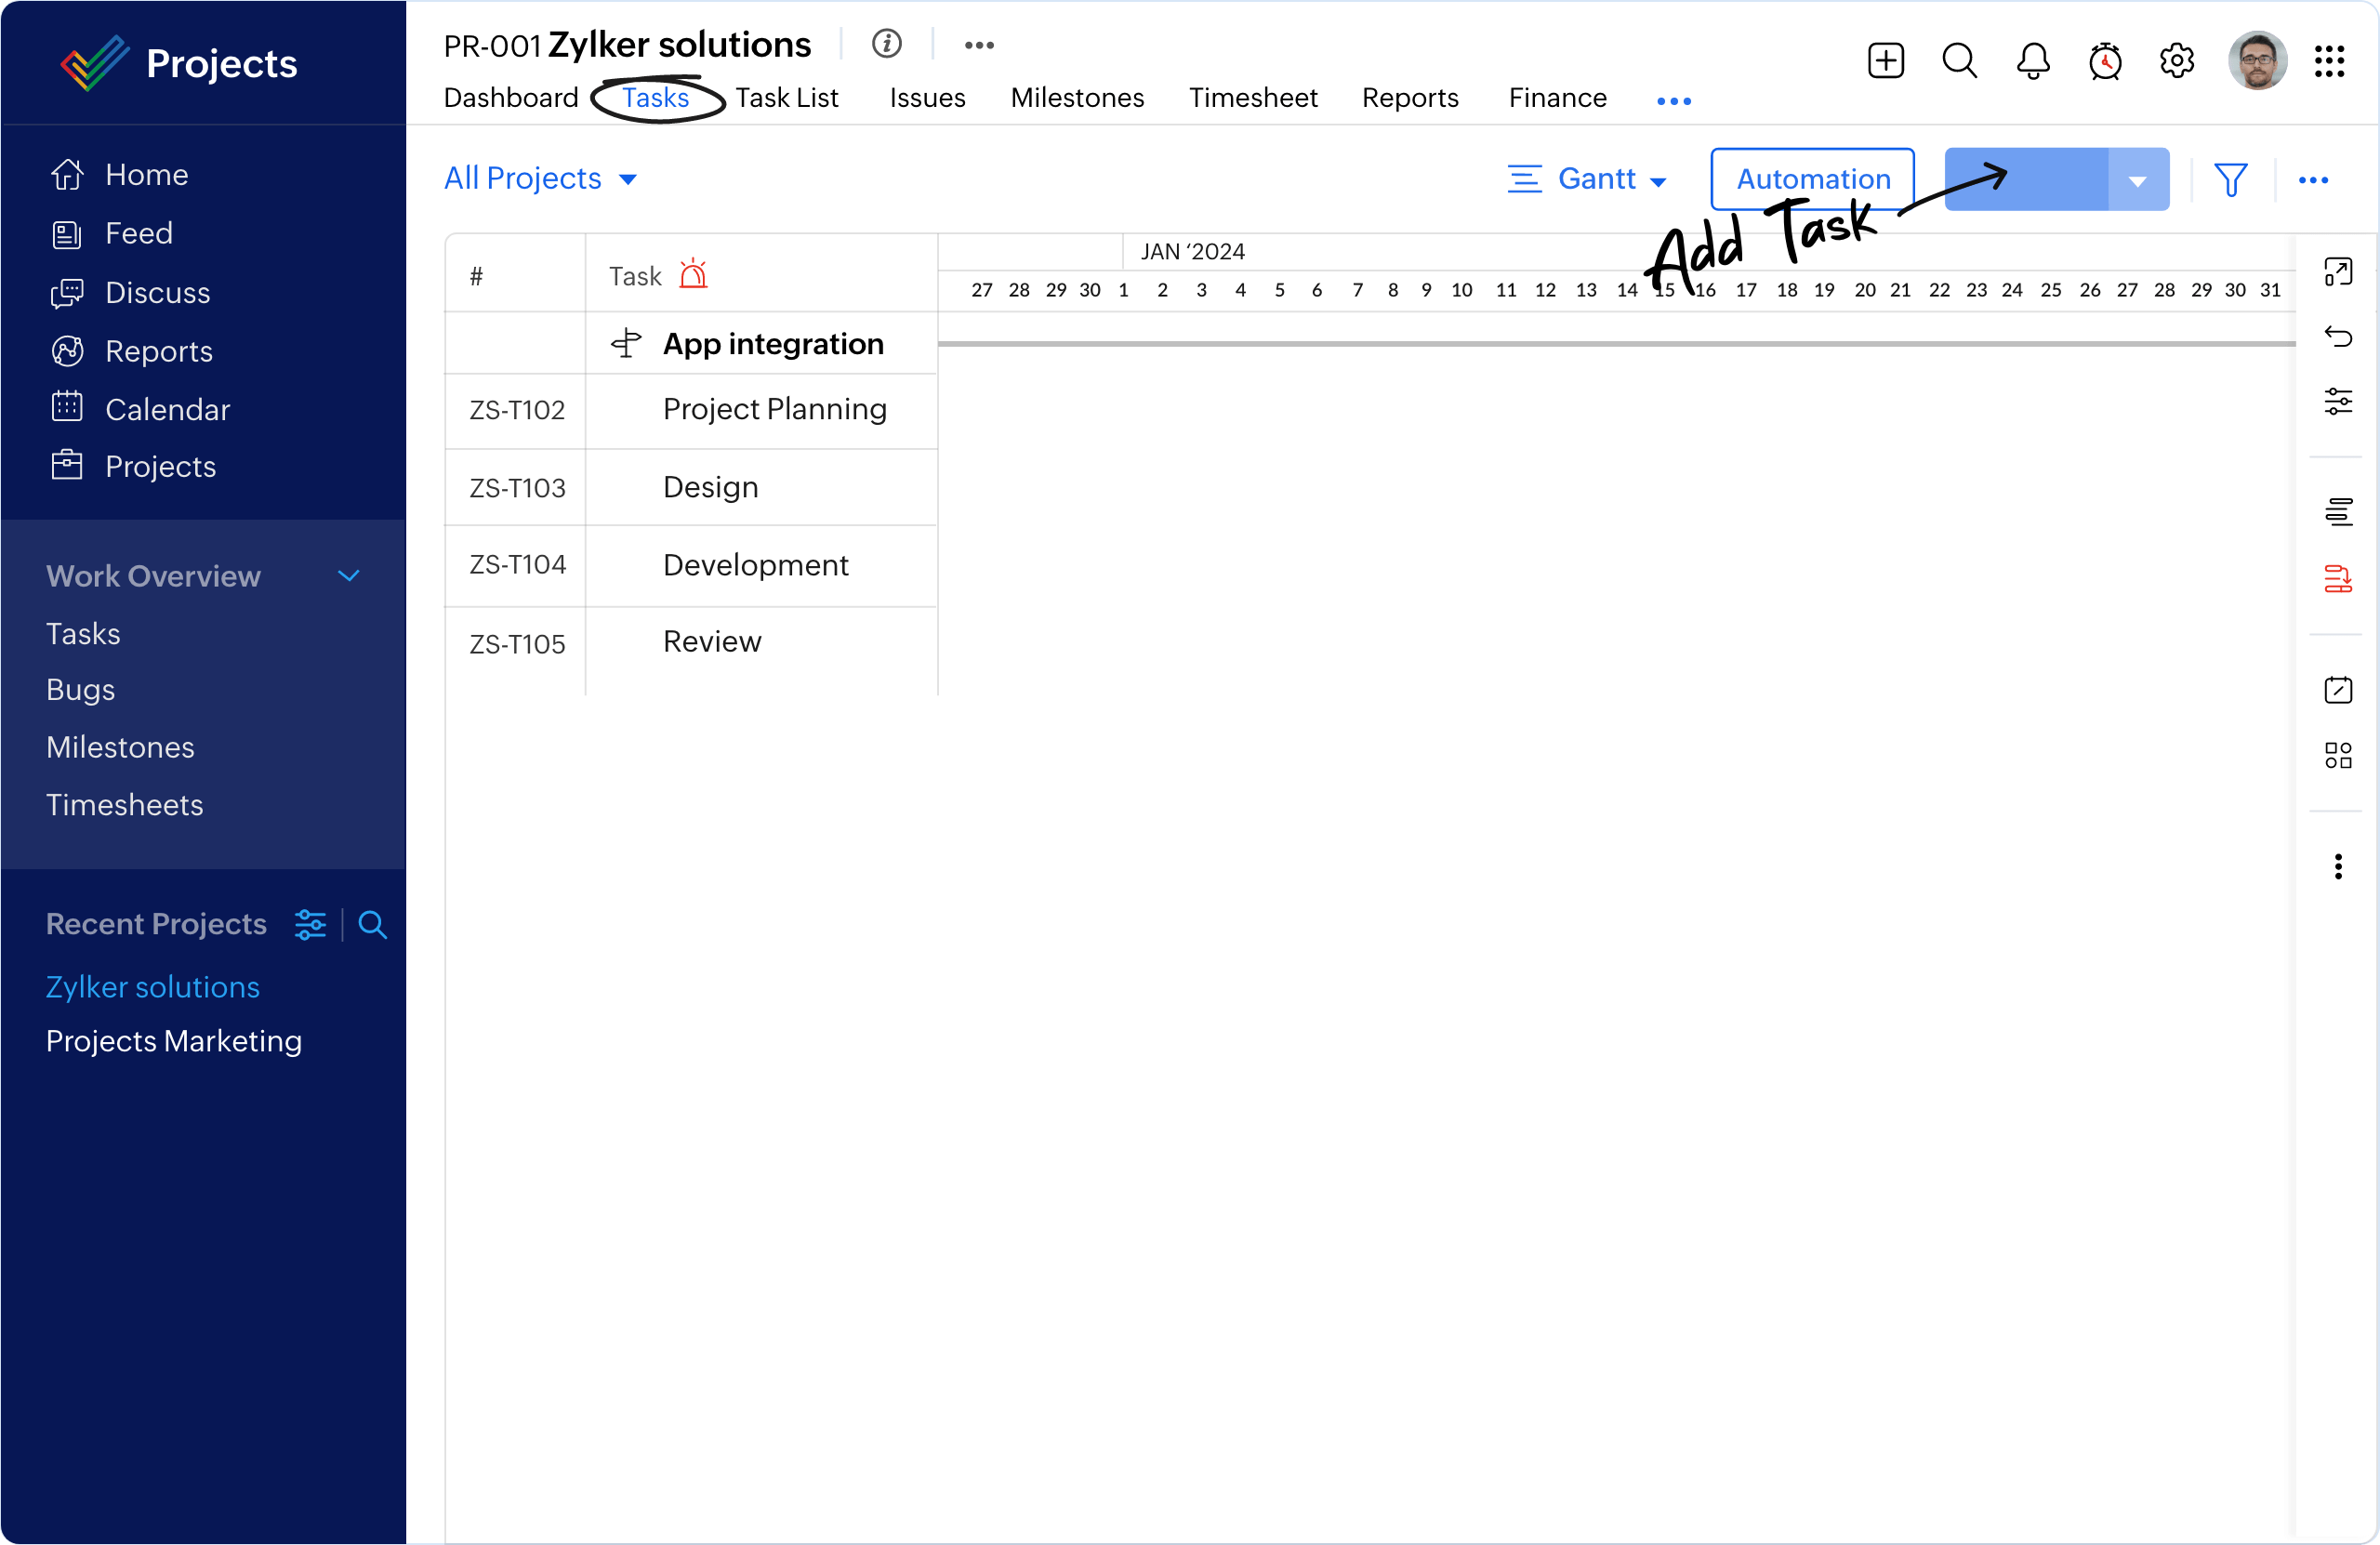 Projects
PR-001 Zylker solutions
Dashboard Tasks Task List Issues Milestones Timesheet Reports Finance
Home
Feed
Discuss
Reports
Calendar
Projects
Work Overview
Tasks
Bugs
Milestones
Timesheets
Recent Projects
Zylker solutions
Projects Marketing
All Projects Gantt Automation
Add Task
# Task JAN ‘2024
27 28 29 30 1 2 3 4 5 6 7 8 9 10 11 12 13 14 15 16 17 18 19 20 21 22 23 24 25 26 27 28 29 30 31
App integration
ZS-T102 Project Planning
ZS-T103 Design
ZS-T104 Development
ZS-T105 Review